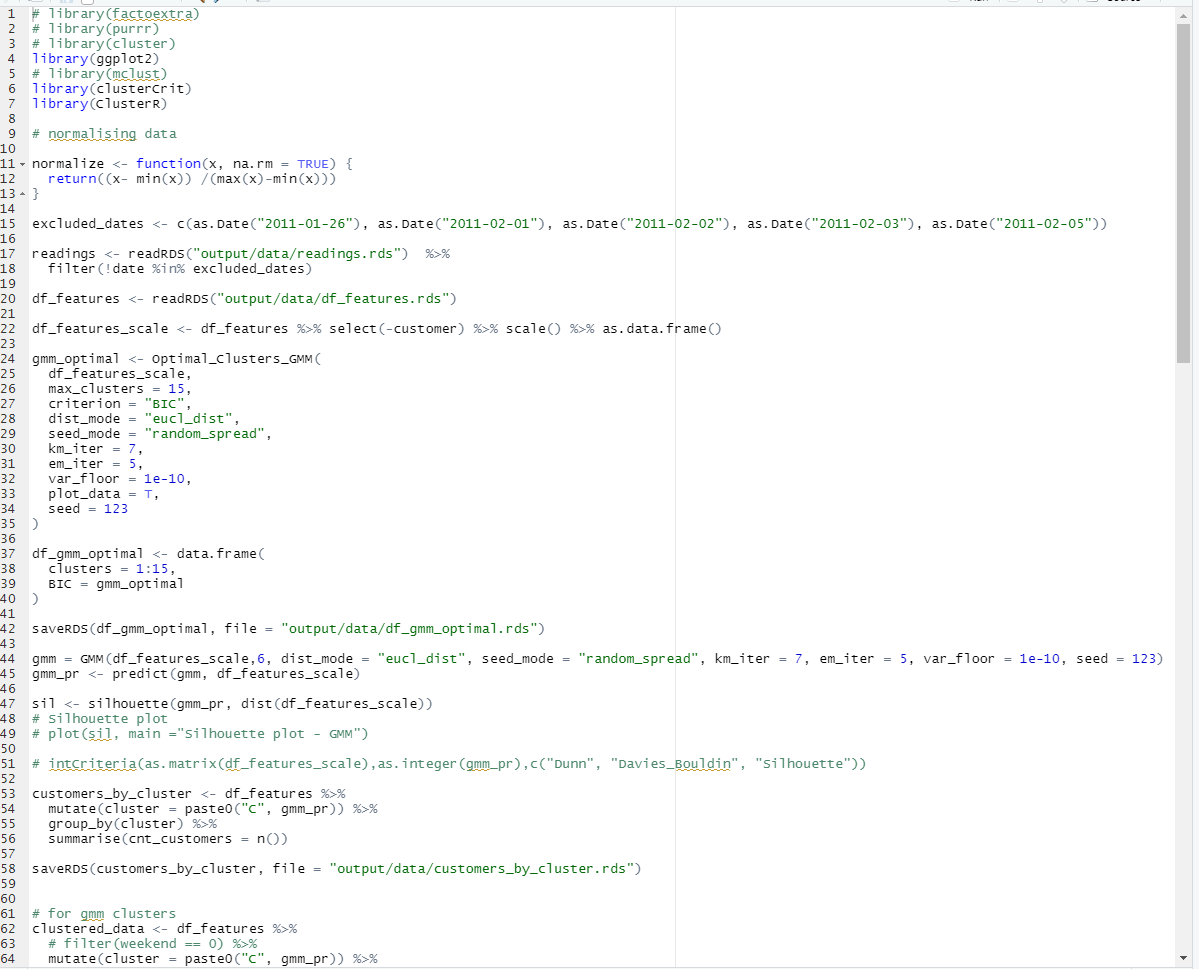 1 # library(factoextra)
2 # library(purrr)
3 # library(cluster)
4 library(ggplot2)
5 # library(mclust)
6 library(clusterCrit)
7 library(ClusterR)
8
9 # normalising data
10
11 normalize <- function(x, na.rm = TRUE) {
12   return((x- min(x)) /(max(x)-min(x)))
13 }
14
15 excluded_dates <- c(as.Date("2011-01-26"), as.Date("2011-02-01"), as.Date("2011-02-02"), as.Date("2011-02-03"), as.Date("2011-02-05"))
16
17 readings <- readRDS("output/data/readings.rds")  %>%
18   filter(!date %in% excluded_dates)
19
20 df_features <- readRDS("output/data/df_features.rds")
21
22 df_features_scale <- df_features %>% select(-customer) %>% scale() %>% as.data.frame()
23
24 gmm_optimal <- Optimal_Clusters_GMM(
25   df_features_scale,
26   max_clusters = 15,
27   criterion = "BIC",
28   dist_mode = "eucl_dist",
29   seed_mode = "random_spread",
30   km_iter = 7,
31   em_iter = 5,
32   var_floor = 1e-10,
33   plot_data = T,
34   seed = 123
35 )
36
37 df_gmm_optimal <- data.frame(
38   clusters = 1:15,
39   BIC = gmm_optimal
40 )
41
42 saveRDS(df_gmm_optimal, file = "output/data/df_gmm_optimal.rds")
43
44 gmm = GMM(df_features_scale,6, dist_mode = "eucl_dist", seed_mode = "random_spread", km_iter = 7, em_iter = 5, var_floor = 1e-10, seed = 123)
45 gmm_pr <- predict(gmm, df_features_scale)
46
47 sil <- silhouette(gmm_pr, dist(df_features_scale))
48 # Silhouette plot
49 # plot(sil, main ="Silhouette plot - GMM")
50
51 # intCriteria(as.matrix(df_features_scale),as.integer(gmm_pr),c("Dunn", "Davies_Bouldin", "Silhouette"))
52
53 customers_by_cluster <- df_features %>%
54   mutate(cluster = paste0("C", gmm_pr)) %>%
55   group_by(cluster) %>%
56   summarise(cnt_customers = n())
57
58 saveRDS(customers_by_cluster, file = "output/data/customers_by_cluster.rds")
59
60
61 # for gmm clusters
62 clustered_data <- df_features %>%
63   # filter(weekend == 0) %>%
64   mutate(cluster = paste0("C", gmm_pr)) %>%